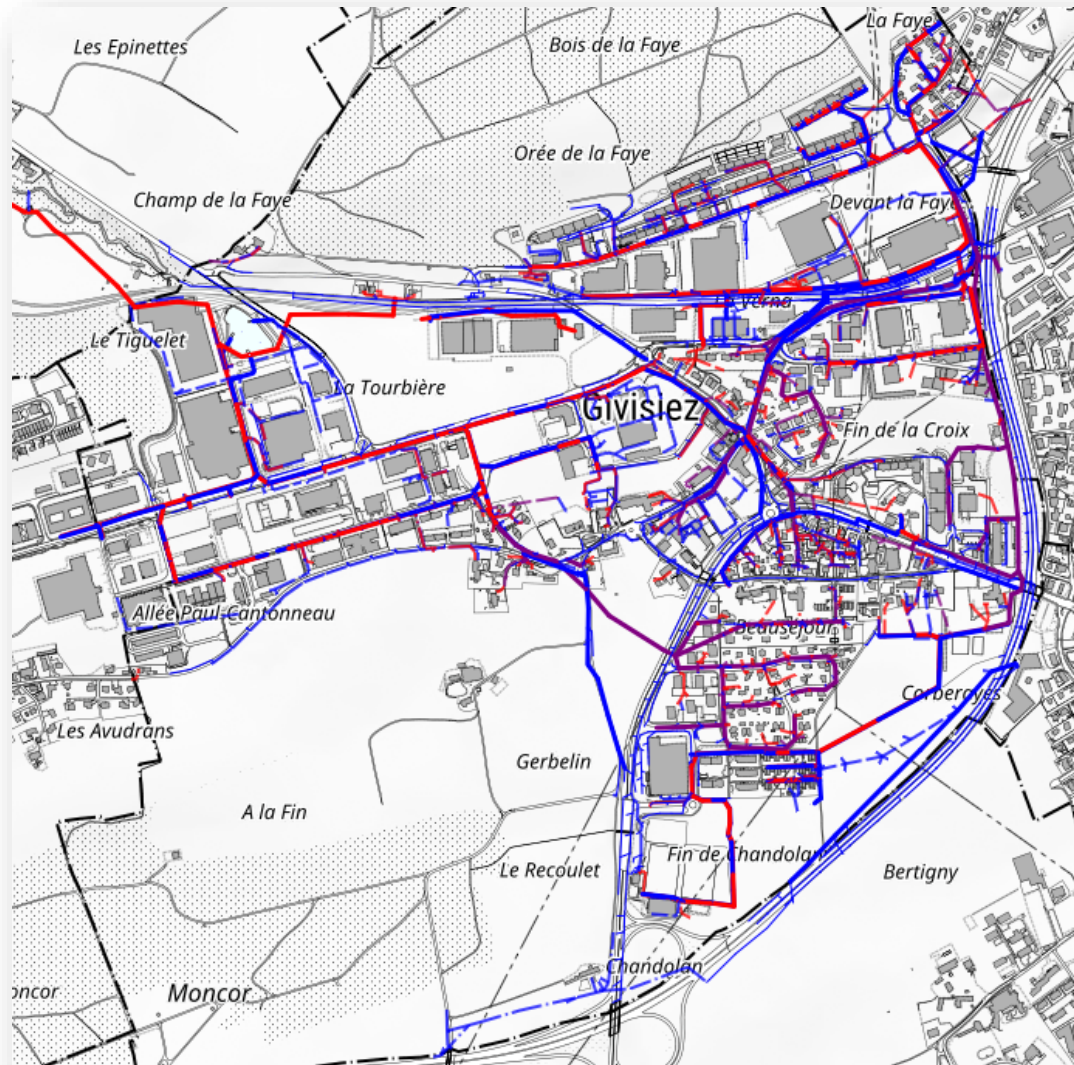 La Faye
Les Epinettes
Bois de la Faye
Orée de la Faye
Champ de la Faye
Devant la Faye
Le Tiguelet
La Tourbière
Givisiez
Fin de la Croix
Allée Paul-Cantonneau
Beauséjour
Corberayes
Les Avudrans
Gerbelin
A la Fin
Fin de Chandolan
Le Recoulet
Bertigny
Chandolan
oncor
Moncor